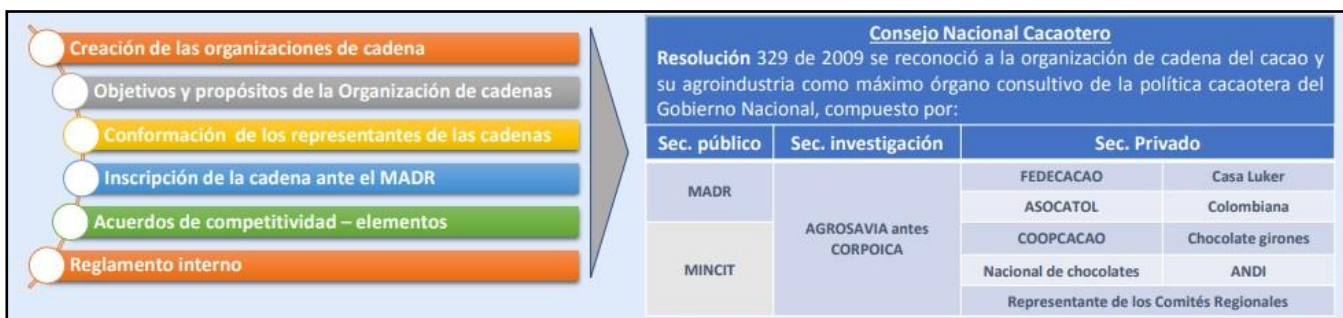 Creación de las organizaciones de cadena
Objetivos y propósitos de la Organización de cadenas
Conformación de los representantes de las cadenas
Inscripción de la cadena ante el MADR
Acuerdos de competitividad – elementos
Reglamento interno
Consejo Nacional Cacaotero
Resolución 329 de 2009 se reconoció a la organización de cadena del cacao y
su agroindustria como máximo órgano consultivo de la política cacaotera del
Gobierno Nacional, compuesto por:
Sec. público Sec. investigación Sec. Privado
MADR
MINCIT
AGROSAVIA antes
CORPOICA
FEDECACAO Casa Luker
ASOCATOL Colombiana
COOPCACAO Chocolate girones
Nacional de chocolates ANDI
Representante de los Comités Regionales